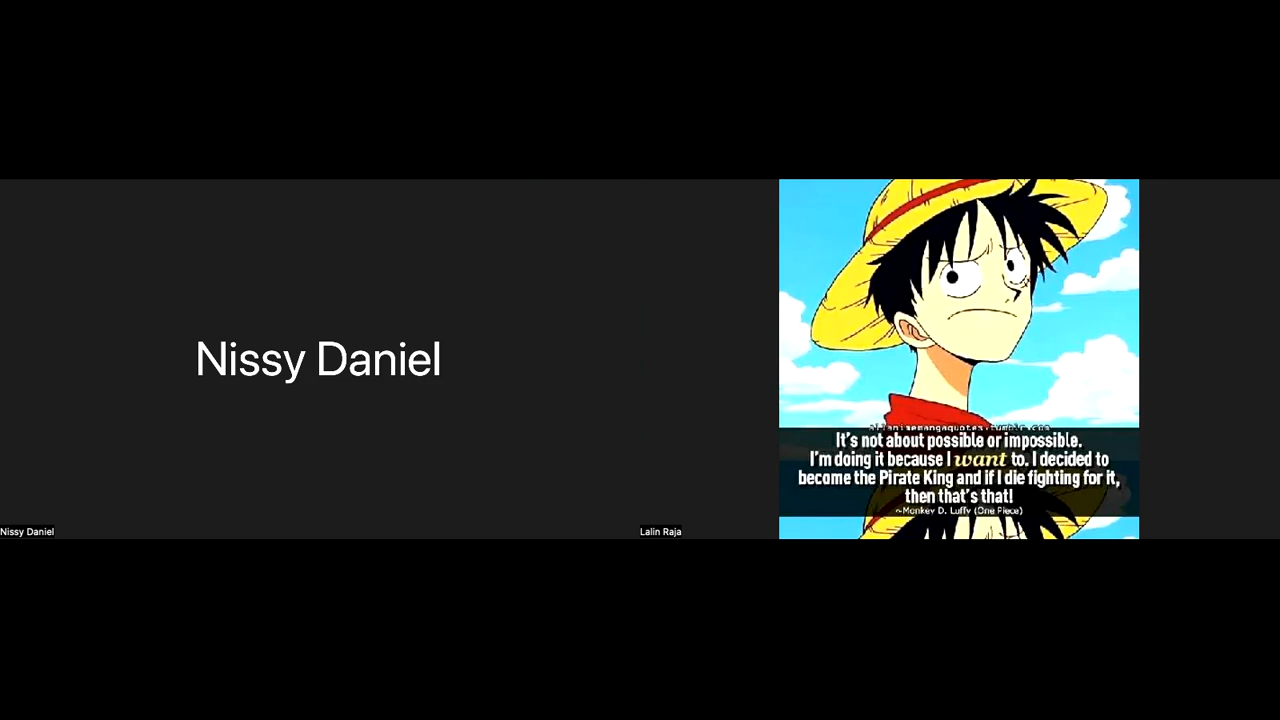 Nissy Daniel
Nissy Daniel
Lalin Raja
It's not about possible or impossible.
I'm doing it because I want to. I decided to
become the Pirate King and if I die fighting for it,
then that's that!
~Monkey D. Luffy (One Piece)